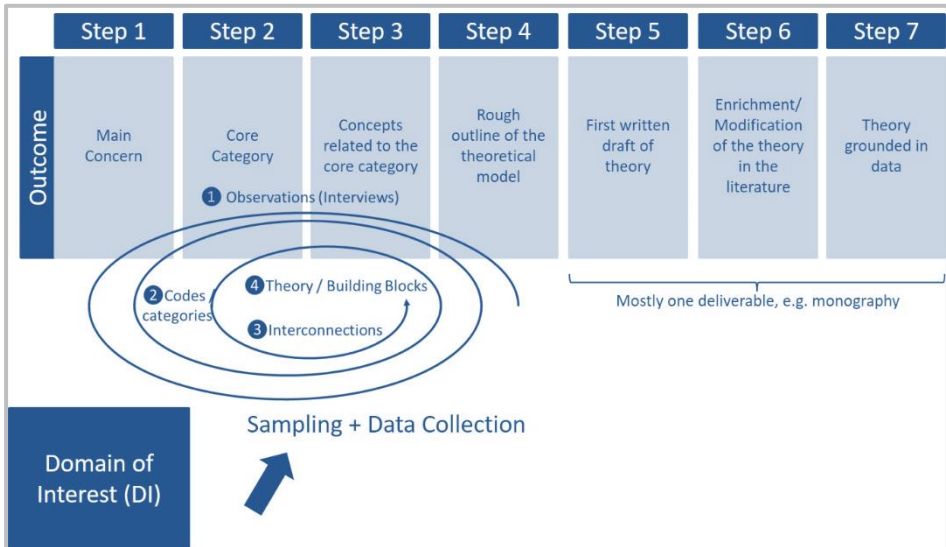 Step 1
Step 2
Step 3
Step 4
Step 5
Step 6
Step 7
Outcome
Main
Concern
Core
Category
Concepts
related to the
core category
Rough
outline of the
theoretical
model
First written
draft of
theory
Enrichment/
Modification
of the theory
in the
literature
Theory
grounded in
data
1 Observations (Interviews)
2 Codes /
categories
4 Theory / Building Blocks
3 Interconnections
Mostly one deliverable, e.g. monography
Sampling + Data Collection
Domain of
Interest (DI)